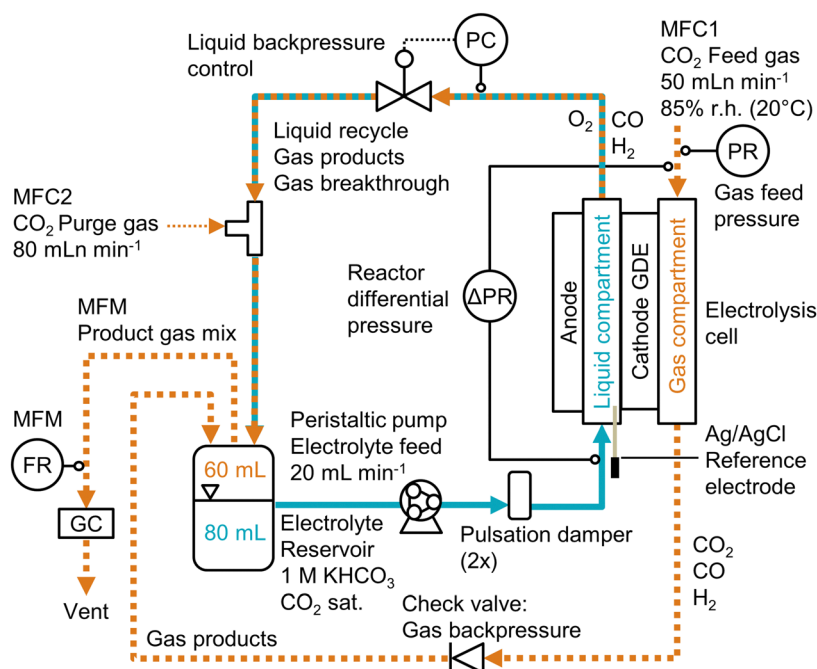 Liquid backpressure
control
PC
MFC1
CO₂ Feed gas
50 mLn min⁻¹
85% r.h. (20°C)
O₂
CO
H₂
PR
Gas feed
pressure
Liquid recycle
Gas products
Gas breakthrough
MFC2
CO₂ Purge gas
80 mLn min⁻¹
Reactor
differential
pressure
ΔPR
Anode
Liquid compartment
Cathode GDE
Gas compartment
Electrolysis
cell
MFM
Product gas mix
MFM
FR
GC
Vent
60 mL
80 mL
Peristaltic pump
Electrolyte feed
20 mL min⁻¹
Electrolyte
Reservoir
1 M KHCO₃
CO₂ sat.
Pulsation damper
(2x)
Ag/AgCl
Reference
electrode
CO₂
CO
H₂
Check valve:
Gas backpressure
Gas products